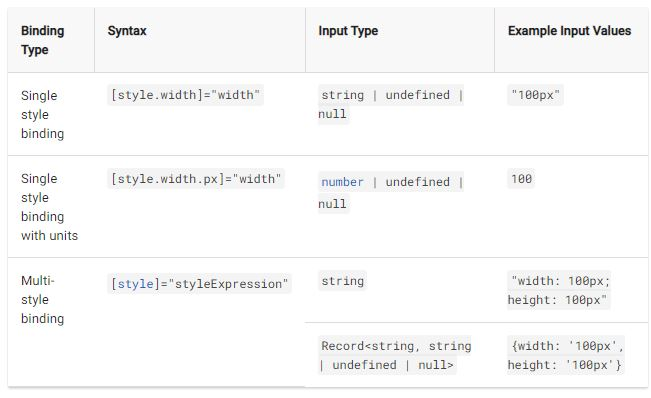 Binding Type
Syntax
Input Type
Example Input Values
Single style binding
[style.width]="width"
string | undefined | null
"100px"
Single style binding with units
[style.width.px]="width"
number | undefined | null
100
Multi-style binding
[style]="styleExpression"
string
"width: 100px; height: 100px"
Record<string, string | undefined | null>
{width: '100px', height: '100px'}